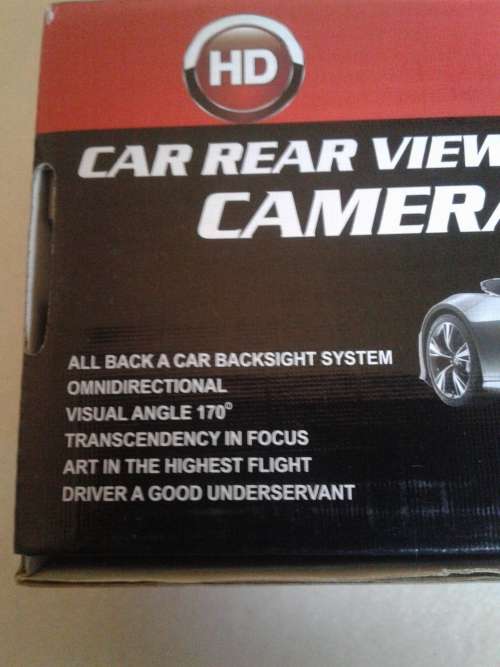 HD
CAR REAR VIEW
CAMERA
ALL BACK A CAR BACKSIGHT SYSTEM
OMNIDIRECTIONAL
VISUAL ANGLE 170°
TRANSCENDENCY IN FOCUS
ART IN THE HIGHEST FLIGHT
DRIVER A GOOD UNDERSERVANT